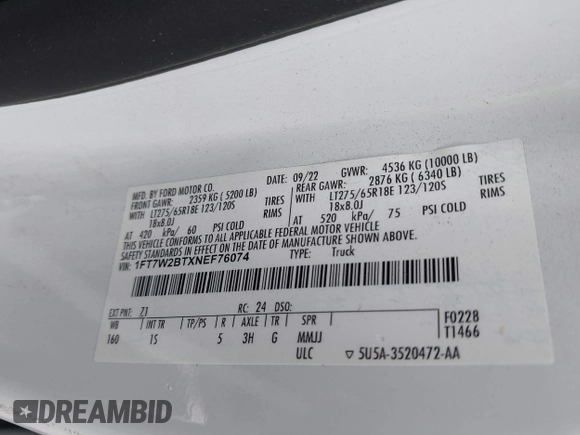 MFD. BY FORD MOTOR CO. DATE: 09/22 GVWR: 4536 KG (10000 LB)
FRONT GAWR: 2359 KG (5200 LB) REAR GAWR: 2876 KG (6340 LB)
WITH LT275/65R18E 123/120S TIRES WITH LT275/65R18E 123/120S TIRES
18x8.0J RIMS 18x8.0J RIMS
AT 420 kPa/ 60 PSI COLD AT 520 kPa/ 75 PSI COLD
THIS VEHICLE CONFORMS TO ALL APPLICABLE FEDERAL MOTOR VEHICLE
SAFETY STANDARDS IN EFFECT ON THE DATE OF MANUFACTURE SHOWN ABOVE.
VIN: 1FT7W2BTXNEF76074 TYPE: Truck
EXT PNT: Z1 RC: 24 DSO: F0228
WB INT TR TP/PS R AXLE TR SPR T1466
160 1S 5 3H G MMJJ
ULC ▽ 5U5A-3520472-AA
DREAMBID
GLOBAL AUTO BIDDING